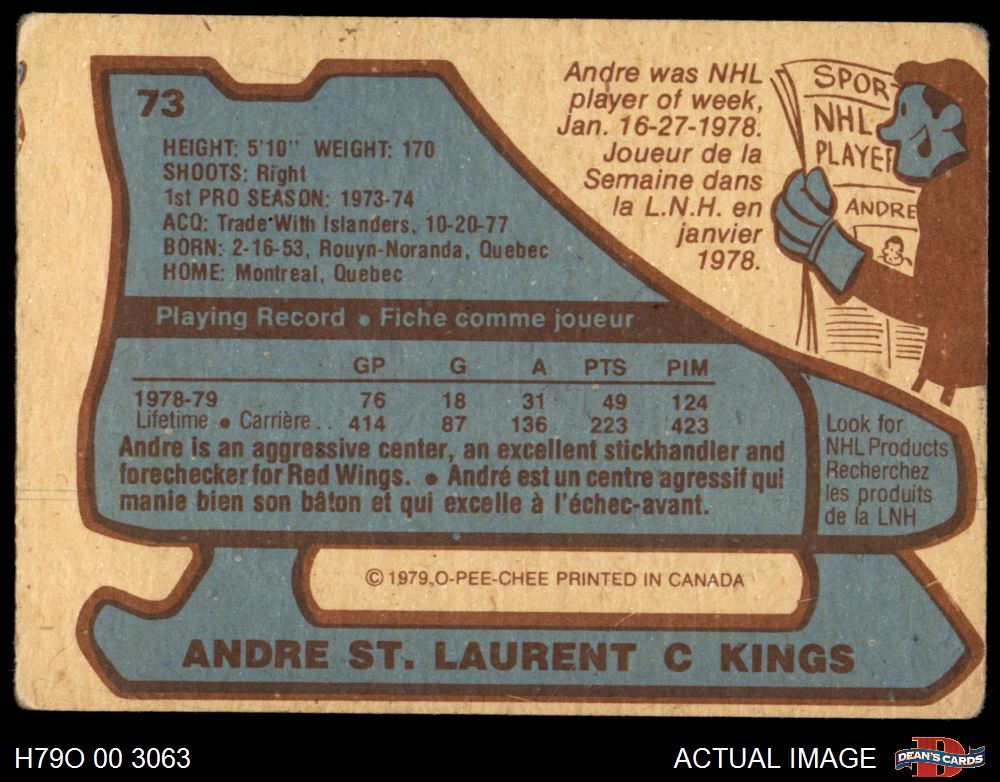 73
HEIGHT: 5'10" WEIGHT: 170
SHOOTS: Right
1st PRO SEASON: 1973-74
ACQ: Trade With Islanders, 10-20-77
BORN: 2-16-53, Rouyn-Noranda, Quebec
HOME: Montreal, Quebec
Andre was NHL
player of week,
Jan. 16-27-1978.
Joueur de la
Semaine dans
la L.N.H. en
janvier
1978.
SPOR
NHL
PLAYER
ANDRE
Playing Record • Fiche comme joueur
GP G A PTS PIM
1978-79 76 18 31 49 124
Lifetime • Carrière.. 414 87 136 223 423
Andre is an aggressive center, an excellent stickhandler and
forechecker for Red Wings. • André est un centre agressif qui
manie bien son bâton et qui excelle à l'échec-avant.
Look for
NHL Products
Recherchez
les produits
de la LNH
© 1979 O-PEE-CHEE PRINTED IN CANADA
ANDRE ST. LAURENT C KINGS
H79O 00 3063
ACTUAL IMAGE
D
DEAN'S CARDS